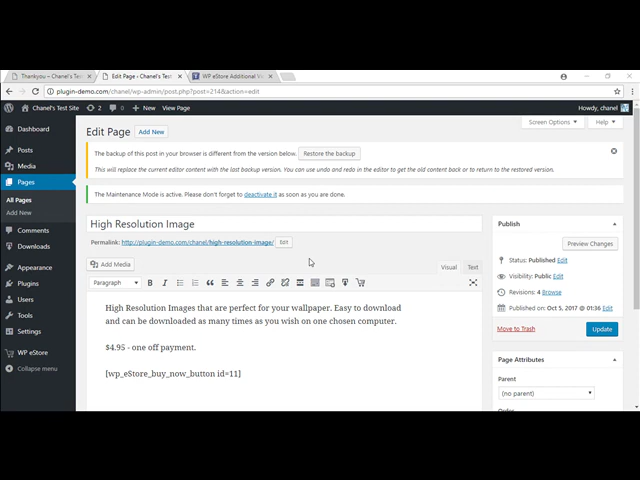 Thankyou – Chanel's Test
Edit Page ‹ Chanel's Test
WP eStore Additional Vi
plugin-demo.com/chanel/wp-admin/post.php?post=214&action=edit
Chanel's Test Site 2 New View Page Howdy, chanel
Dashboard
Posts
Media
Pages
All Pages
Add New
Comments
Downloads
Appearance
Plugins
Users
Tools
Settings
WP eStore
Collapse menu
Screen Options Help
Edit Page Add New
The backup of this post in your browser is different from the version below. Restore the backup
This will replace the current editor content with the last backup version. You can use undo and redo in the editor to get the old content back or to return to the restored version.
The Maintenance Mode is active. Please don't forget to deactivate it as soon as you are done.
High Resolution Image
Permalink: http://plugin-demo.com/chanel/high-resolution-image/ Edit
Add Media Visual Text
Paragraph
High Resolution Images that are perfect for your wallpaper. Easy to download
and can be downloaded as many times as you wish on one chosen computer.
$4.95 - one off payment.
[wp_eStore_buy_now_button id=11]
Publish
Preview Changes
Status: Published Edit
Visibility: Public Edit
Revisions: 4 Browse
Published on: Oct 5, 2017 @ 01:36 Edit
Move to Trash Update
Page Attributes
Parent
(no parent)
Order